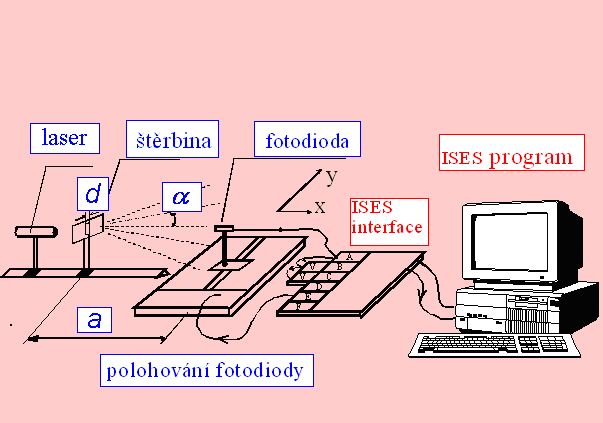 laser
štěrbina
fotodioda
ISES program
d
α
y
x
ISES
interface
A
V
B
V
C
D
E
F
a
polohování fotodiody